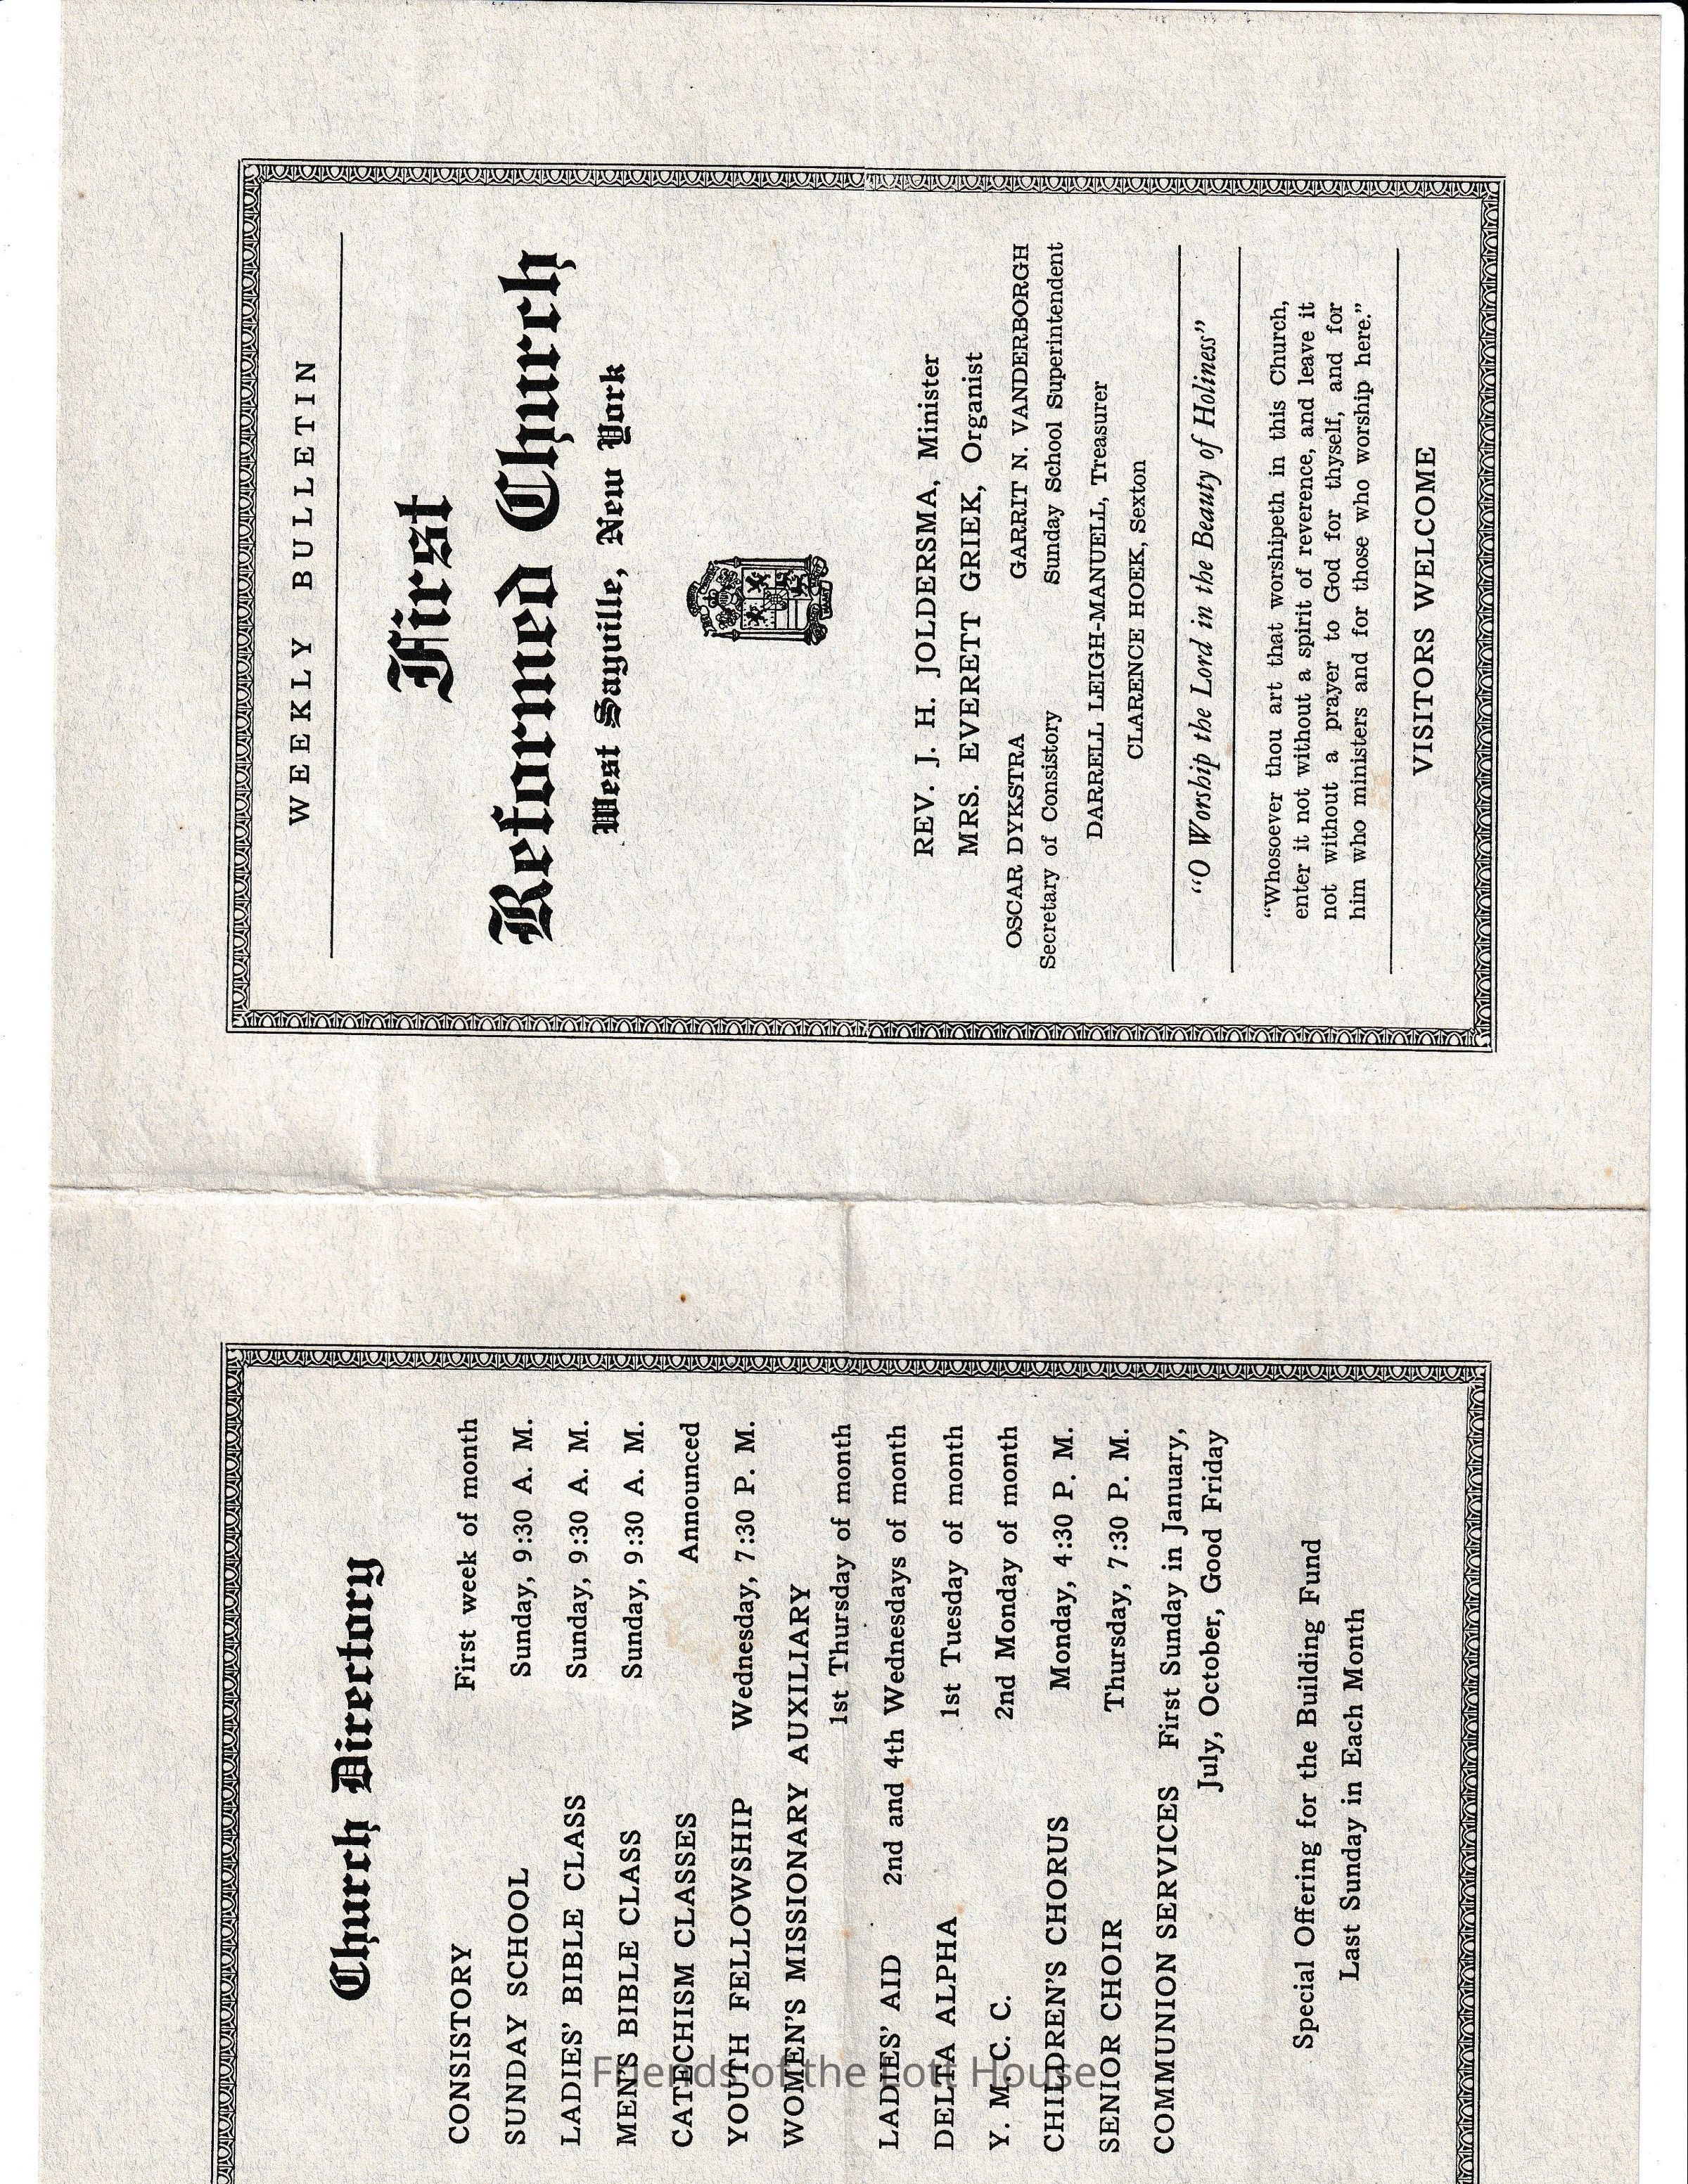 Church Directory
CONSISTORY First week of month
SUNDAY SCHOOL Sunday, 9:30 A. M.
LADIES' BIBLE CLASS Sunday, 9:30 A. M.
MEN'S BIBLE CLASS Sunday, 9:30 A. M.
CATECHISM CLASSES Announced
YOUTH FELLOWSHIP Wednesday, 7:30 P. M.
WOMEN'S MISSIONARY AUXILIARY
1st Thursday of month
LADIES' AID 2nd and 4th Wednesdays of month
DELTA ALPHA 1st Tuesday of month
Y. M. C. C. 2nd Monday of month
CHILDREN'S CHORUS Monday, 4:30 P. M.
SENIOR CHOIR Thursday, 7:30 P. M.
COMMUNION SERVICES First Sunday in January,
July, October, Good Friday
Special Offering for the Building Fund
Last Sunday in Each Month
WEEKLY BULLETIN
First
Reformed Church
West Sayville, New York
REV. J. H. JOLDERSMA, Minister
MRS. EVERETT GRIEK, Organist
OSCAR DYKSTRA GARRIT N. VANDERBORGH
Secretary of Consistory Sunday School Superintendent
DARRELL LEIGH-MANUELL, Treasurer
CLARENCE HOEK, Sexton
"O Worship the Lord in the Beauty of Holiness"
"Whosoever thou art that worshipeth in this Church,
enter it not without a spirit of reverence, and leave it
not without a prayer to God for thyself, and for
him who ministers and for those who worship here."
VISITORS WELCOME
Friends of the Lott House